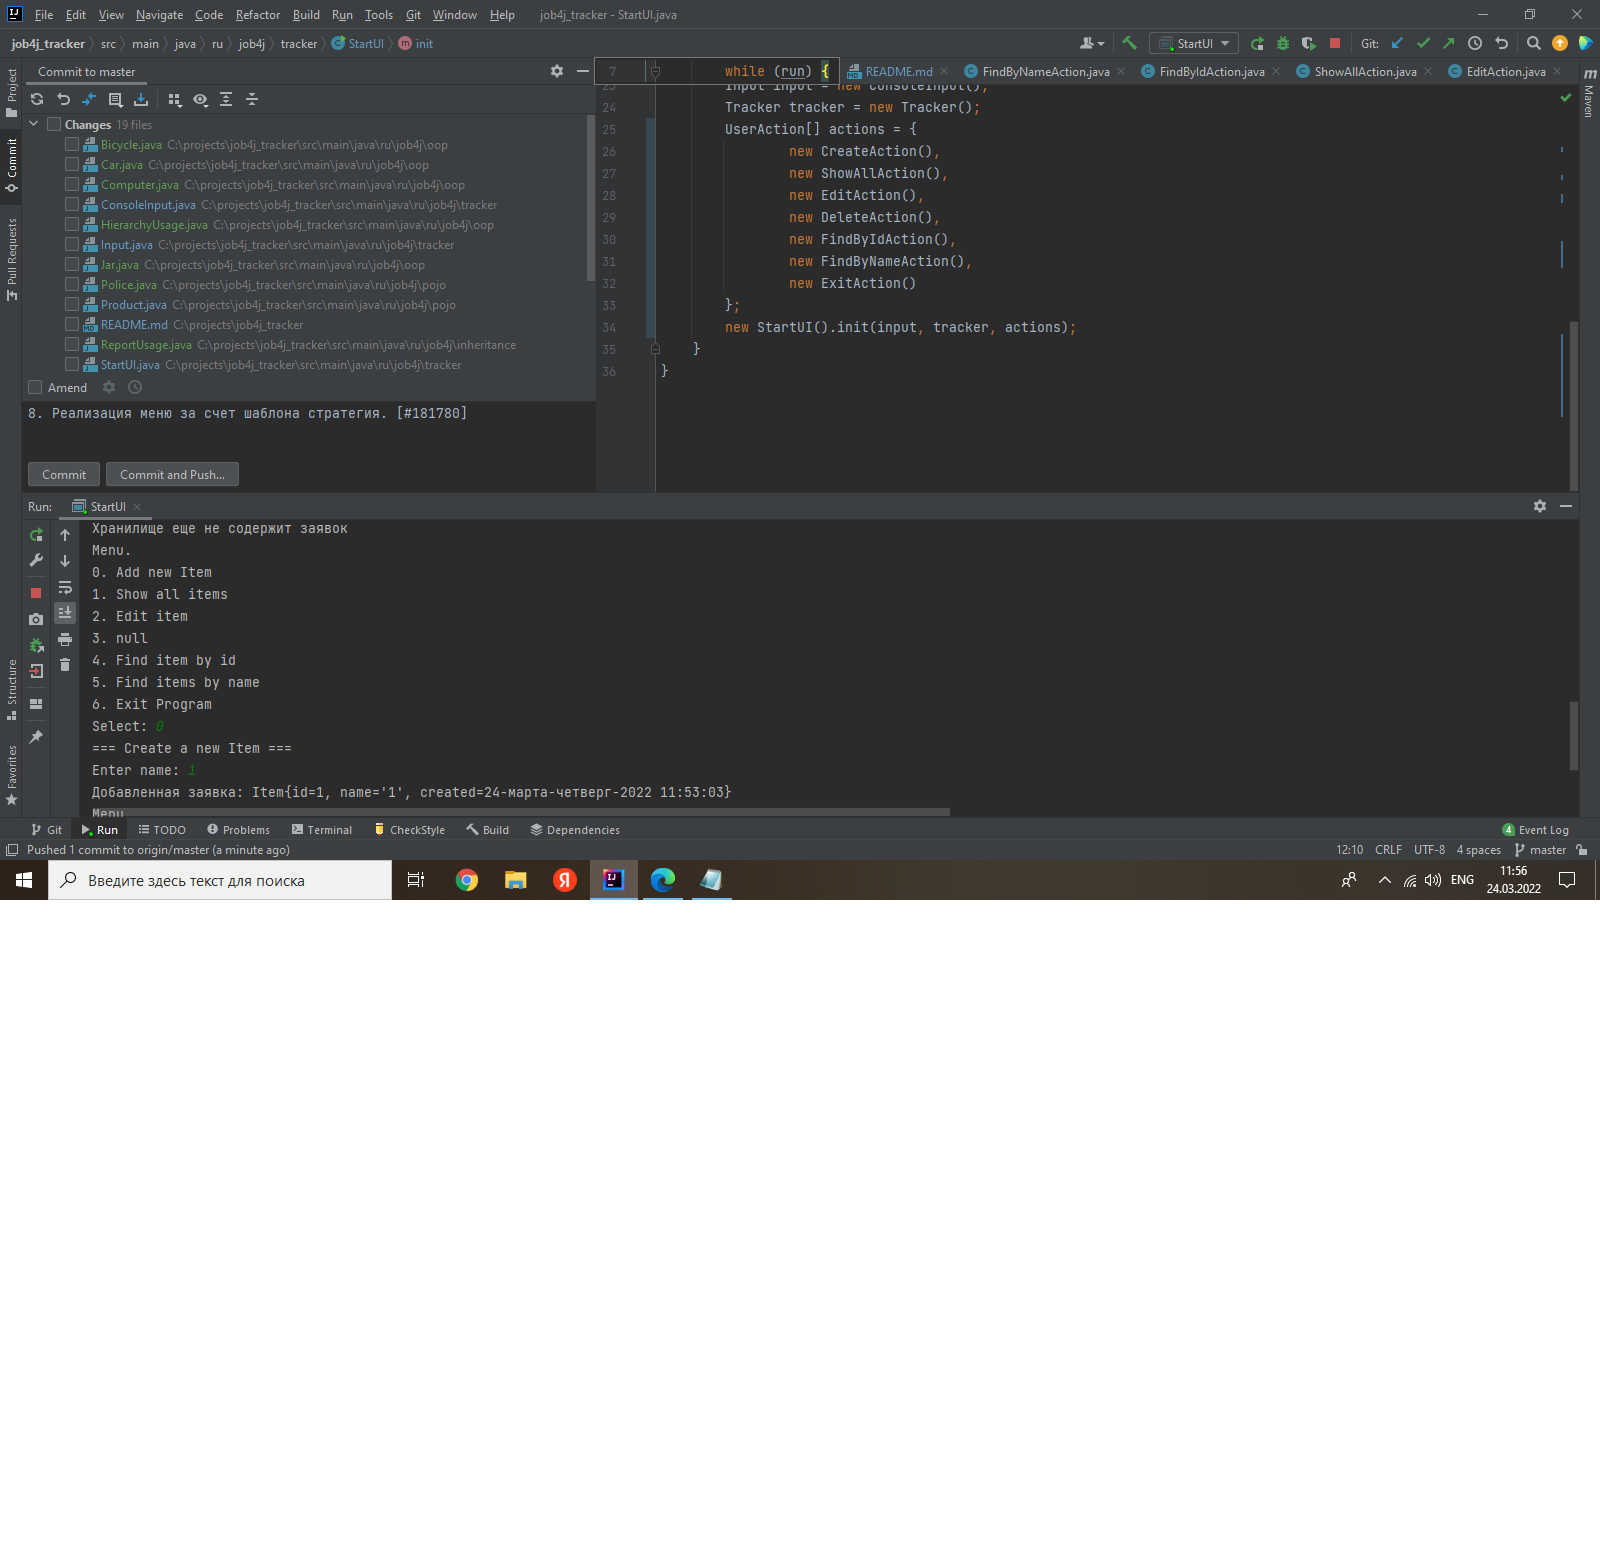 File Edit View Navigate Code Refactor Build Run Tools Git Window Help job4j_tracker - StartUI.java
job4j_tracker src main java ru job4j tracker StartUI init
StartUI Git:
Project
Commit
Pull Requests
Structure
Favorites
Commit to master
Changes 19 files
Bicycle.java C:\projects\job4j_tracker\src\main\java\ru\job4j\oop
Car.java C:\projects\job4j_tracker\src\main\java\ru\job4j\oop
Computer.java C:\projects\job4j_tracker\src\main\java\ru\job4j\oop
ConsoleInput.java C:\projects\job4j_tracker\src\main\java\ru\job4j\tracker
HierarchyUsage.java C:\projects\job4j_tracker\src\main\java\ru\job4j\oop
Input.java C:\projects\job4j_tracker\src\main\java\ru\job4j\tracker
Jar.java C:\projects\job4j_tracker\src\main\java\ru\job4j\oop
Police.java C:\projects\job4j_tracker\src\main\java\ru\job4j\pojo
Product.java C:\projects\job4j_tracker\src\main\java\ru\job4j\pojo
README.md C:\projects\job4j_tracker
ReportUsage.java C:\projects\job4j_tracker\src\main\java\ru\job4j\inheritance
StartUI.java C:\projects\job4j_tracker\src\main\java\ru\job4j\tracker
Amend
8. Реализация меню за счет шаблона стратегия. [#181780]
Commit Commit and Push...
README.md FindByNameAction.java FindByIdAction.java ShowAllAction.java EditAction.java
Maven
7 while (run) {
23 Input input = new ConsoleInput();
24 Tracker tracker = new Tracker();
25 UserAction[] actions = {
26 new CreateAction(),
27 new ShowAllAction(),
28 new EditAction(),
29 new DeleteAction(),
30 new FindByIdAction(),
31 new FindByNameAction(),
32 new ExitAction()
33 };
34 new StartUI().init(input, tracker, actions);
35 }
36 }
Run: StartUI
Хранилище еще не содержит заявок
Menu.
0. Add new Item
1. Show all items
2. Edit item
3. null
4. Find item by id
5. Find items by name
6. Exit Program
Select: 0
=== Create a new Item ===
Enter name: 1
Добавленная заявка: Item{id=1, name='1', created=24-марта-четверг-2022 11:53:03}
Menu.
Git Run TODO Problems Terminal CheckStyle Build Dependencies 4 Event Log
Pushed 1 commit to origin/master (a minute ago) 12:10 CRLF UTF-8 4 spaces master
Введите здесь текст для поиска ENG 11:56
24.03.2022